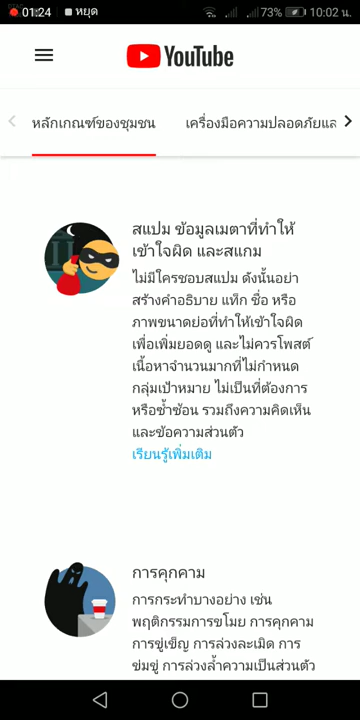 01:24 หยุด 73% 10:02 น.
YouTube
หลักเกณฑ์ของชุมชน เครื่องมือความปลอดภัยแล
สแปม ข้อมูลเมตาที่ทำให้
เข้าใจผิด และสแกม
ไม่มีใครชอบสแปม ดังนั้นอย่า
สร้างคำอธิบาย แท็ก ชื่อ หรือ
ภาพขนาดย่อที่ทำให้เข้าใจผิด
เพื่อเพิ่มยอดดู และไม่ควรโพสต์
เนื้อหาจำนวนมากที่ไม่กำหนด
กลุ่มเป้าหมาย ไม่เป็นที่ต้องการ
หรือซ้ำซ้อน รวมถึงความคิดเห็น
และข้อความส่วนตัว
เรียนรู้เพิ่มเติม
การคุกคาม
การกระทำบางอย่าง เช่น
พฤติกรรมการขโมย การคุกคาม
การขู่เข็ญ การล่วงละเมิด การ
ข่มขู่ การล่วงล้ำความเป็นส่วนตัว